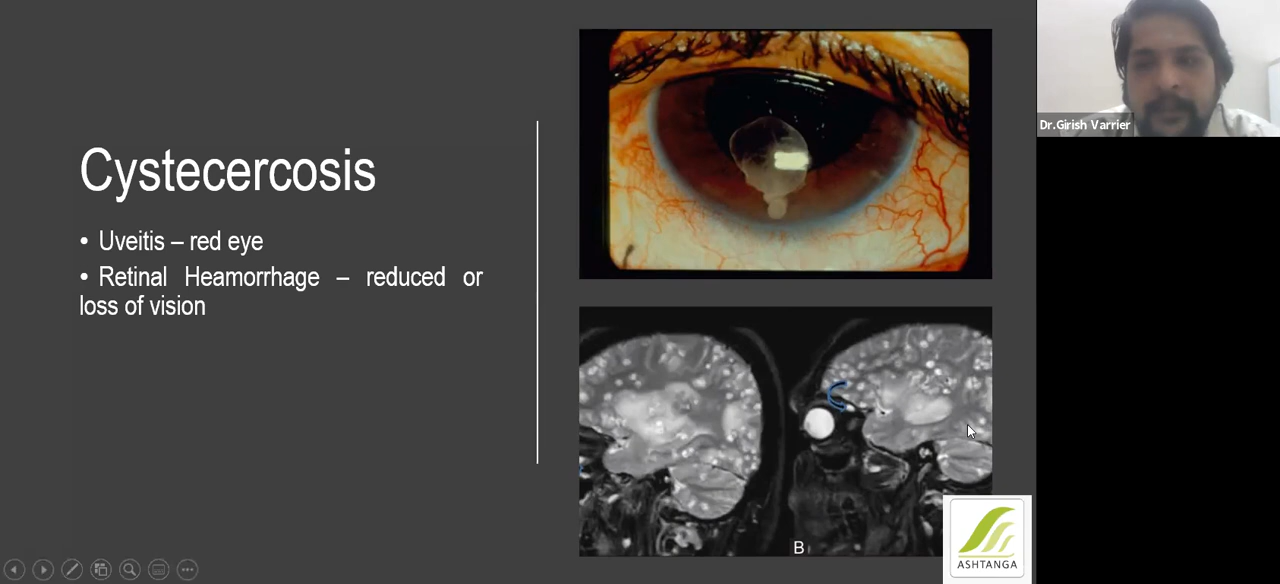 Cystecercosis
• Uveitis – red eye
• Retinal Heamorrhage – reduced or
loss of vision
B
ASHTANGA
Dr.Girish Varrier